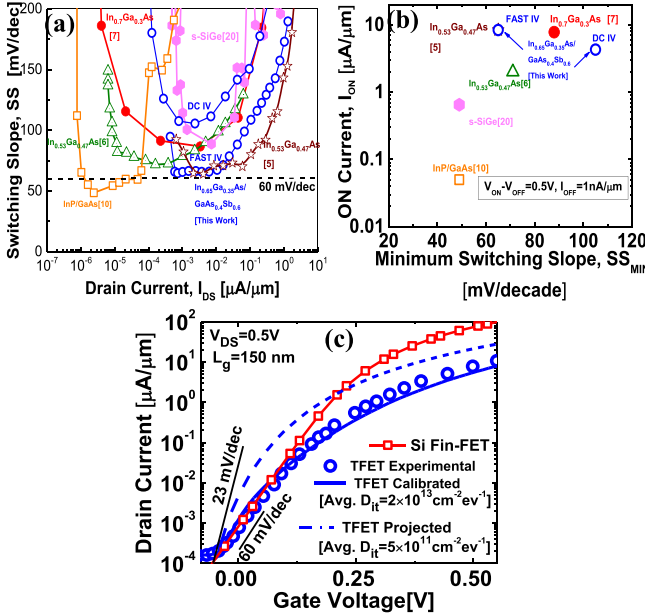 (a)
Switching Slope, SS [mV/dec]
200
180
160
140
120
100
80
60
40
20
0
In0.7Ga0.3As
[7]
s-SiGe[20]
DC IV
In0.53Ga0.47As[6]
FAST IV
In0.53Ga0.47As
[5]
60 mV/dec
In0.65Ga0.35As/
GaAs0.4Sb0.6
[This Work]
InP/GaAs[10]
10-7 10-6 10-5 10-4 10-3 10-2 10-1 100 101
Drain Current, IDS [µA/µm]
(b)
ON Current, ION [µA/µm]
10
1
0.1
0.01
In0.53Ga0.47As
[5]
FAST IV
In0.7Ga0.3As [7]
In0.65Ga0.35As/
GaAs0.4Sb0.6
[This Work]
DC IV
In0.53Ga0.47As[6]
s-SiGe[20]
InP/GaAs[10]
VON-VOFF=0.5V, IOFF=1nA/µm
20 40 60 80 100 120
Minimum Switching Slope, SSMIN
[mV/decade]
(c)
Drain Current [µA/µm]
102
101
100
10-1
10-2
10-3
10-4
VDS=0.5V
Lg=150 nm
23 mV/dec
60 mV/dec
Si Fin-FET
TFET Experimental
TFET Calibrated
[Avg. Dit=2×1013cm-2ev-1]
TFET Projected
[Avg. Dit=5×1011cm-2ev-1]
0.00 0.25 0.50
Gate Voltage[V]